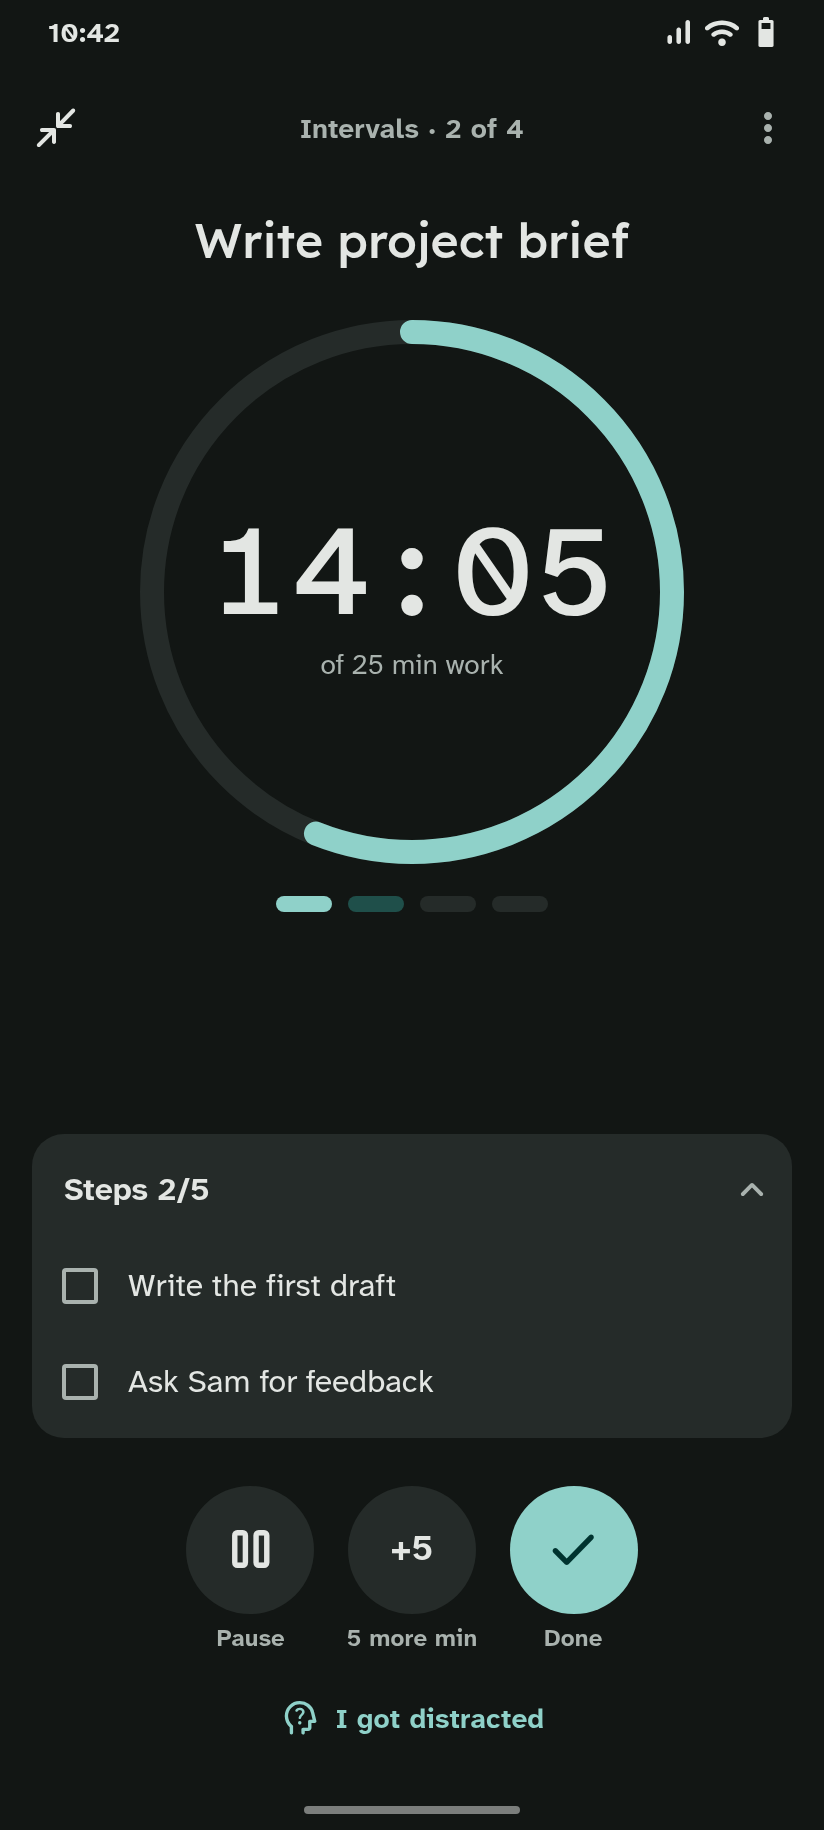 10:42
Intervals · 2 of 4
Write project brief
14:05
of 25 min work
Steps 2/5
Write the first draft
Ask Sam for feedback
+5
Pause
5 more min
Done
I got distracted